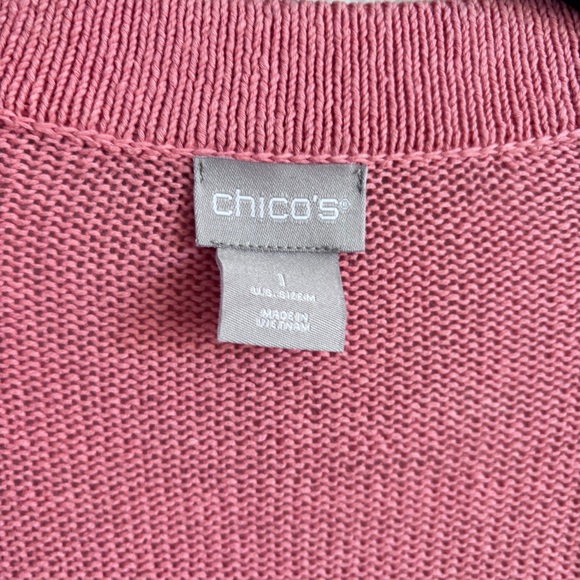 chico's®
1
U.S. SIZE:M
MADE IN
VIETNAM